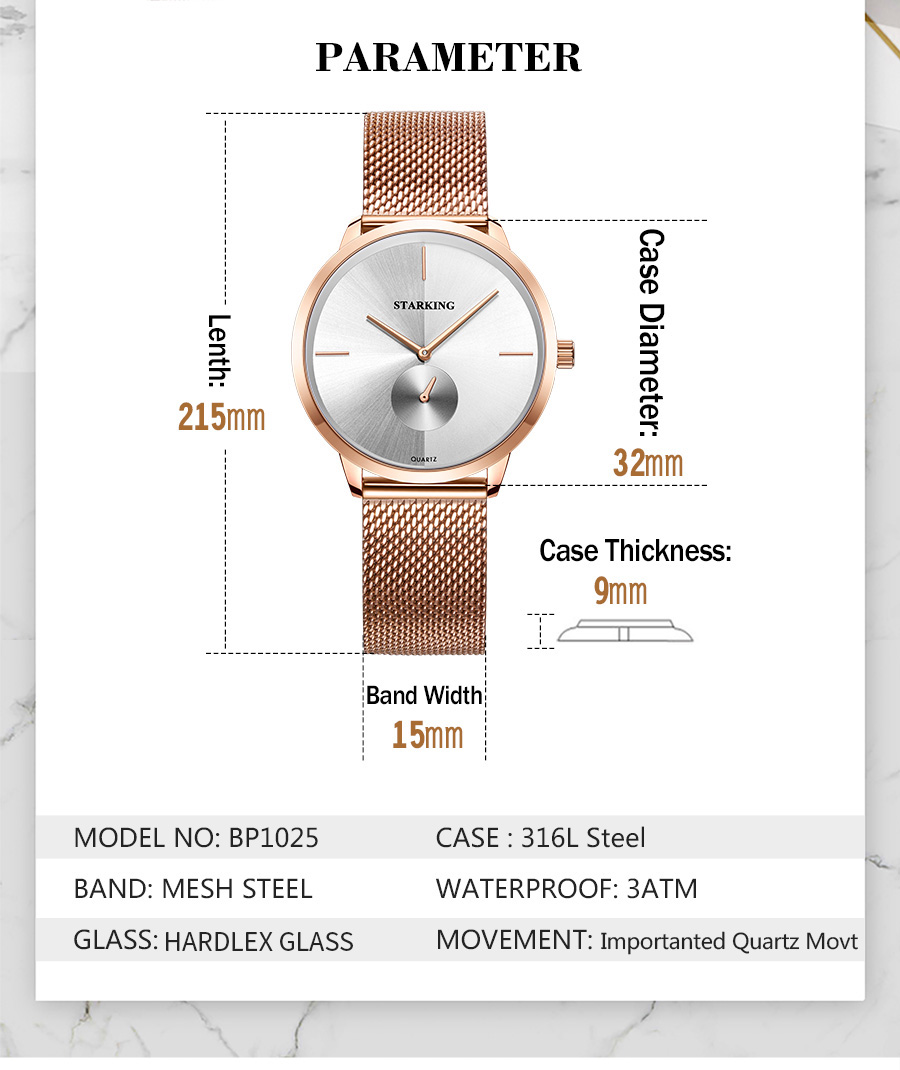 PARAMETER
STARKING
QUARTZ
Lenth:
215mm
Case Diameter:
32mm
Case Thickness:
9mm
Band Width
15mm
MODEL NO: BP1025
CASE : 316L Steel
BAND: MESH STEEL
WATERPROOF: 3ATM
GLASS: HARDLEX GLASS
MOVEMENT: Importanted Quartz Movt